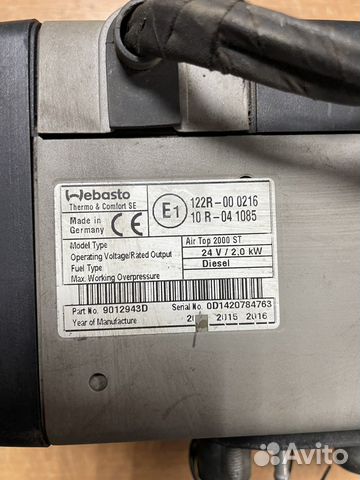 Webasto
Thermo & Comfort SE
Made in
Germany
CE
E1
122R-00 0216
10 R-04 1085
Model Type Air Top 2000 ST
Operating Voltage/Rated Output 24 V / 2,0 kW
Fuel Type Diesel
Max. Working Overpressure
Part No. 9012943D Serial No. 0D1420784763
Year of Manufacture 2015 2016
Avito